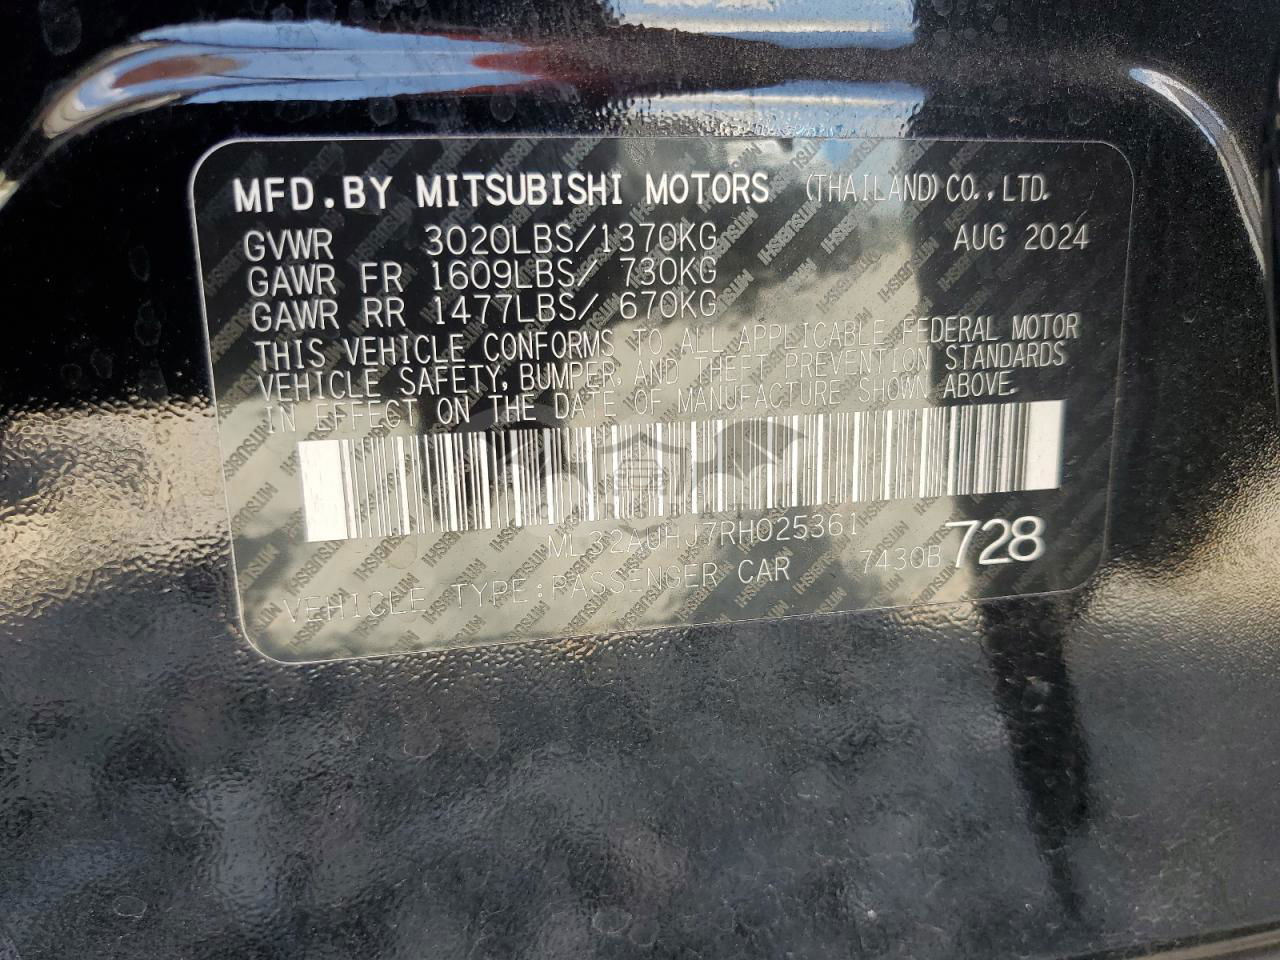 MFD.BY MITSUBISHI MOTORS (THAILAND) CO.,LTD.
GVWR 3020LBS/1370KG AUG 2024
GAWR FR 1609LBS/ 730KG
GAWR RR 1477LBS/ 670KG
THIS VEHICLE CONFORMS TO ALL APPLICABLE FEDERAL MOTOR
VEHICLE SAFETY, BUMPER, AND THEFT PREVENTION STANDARDS
IN EFFECT ON THE DATE OF MANUFACTURE SHOWN ABOVE.
ML32AUHJ7RH025361
VEHICLE TYPE:PASSENGER CAR 7430B 728